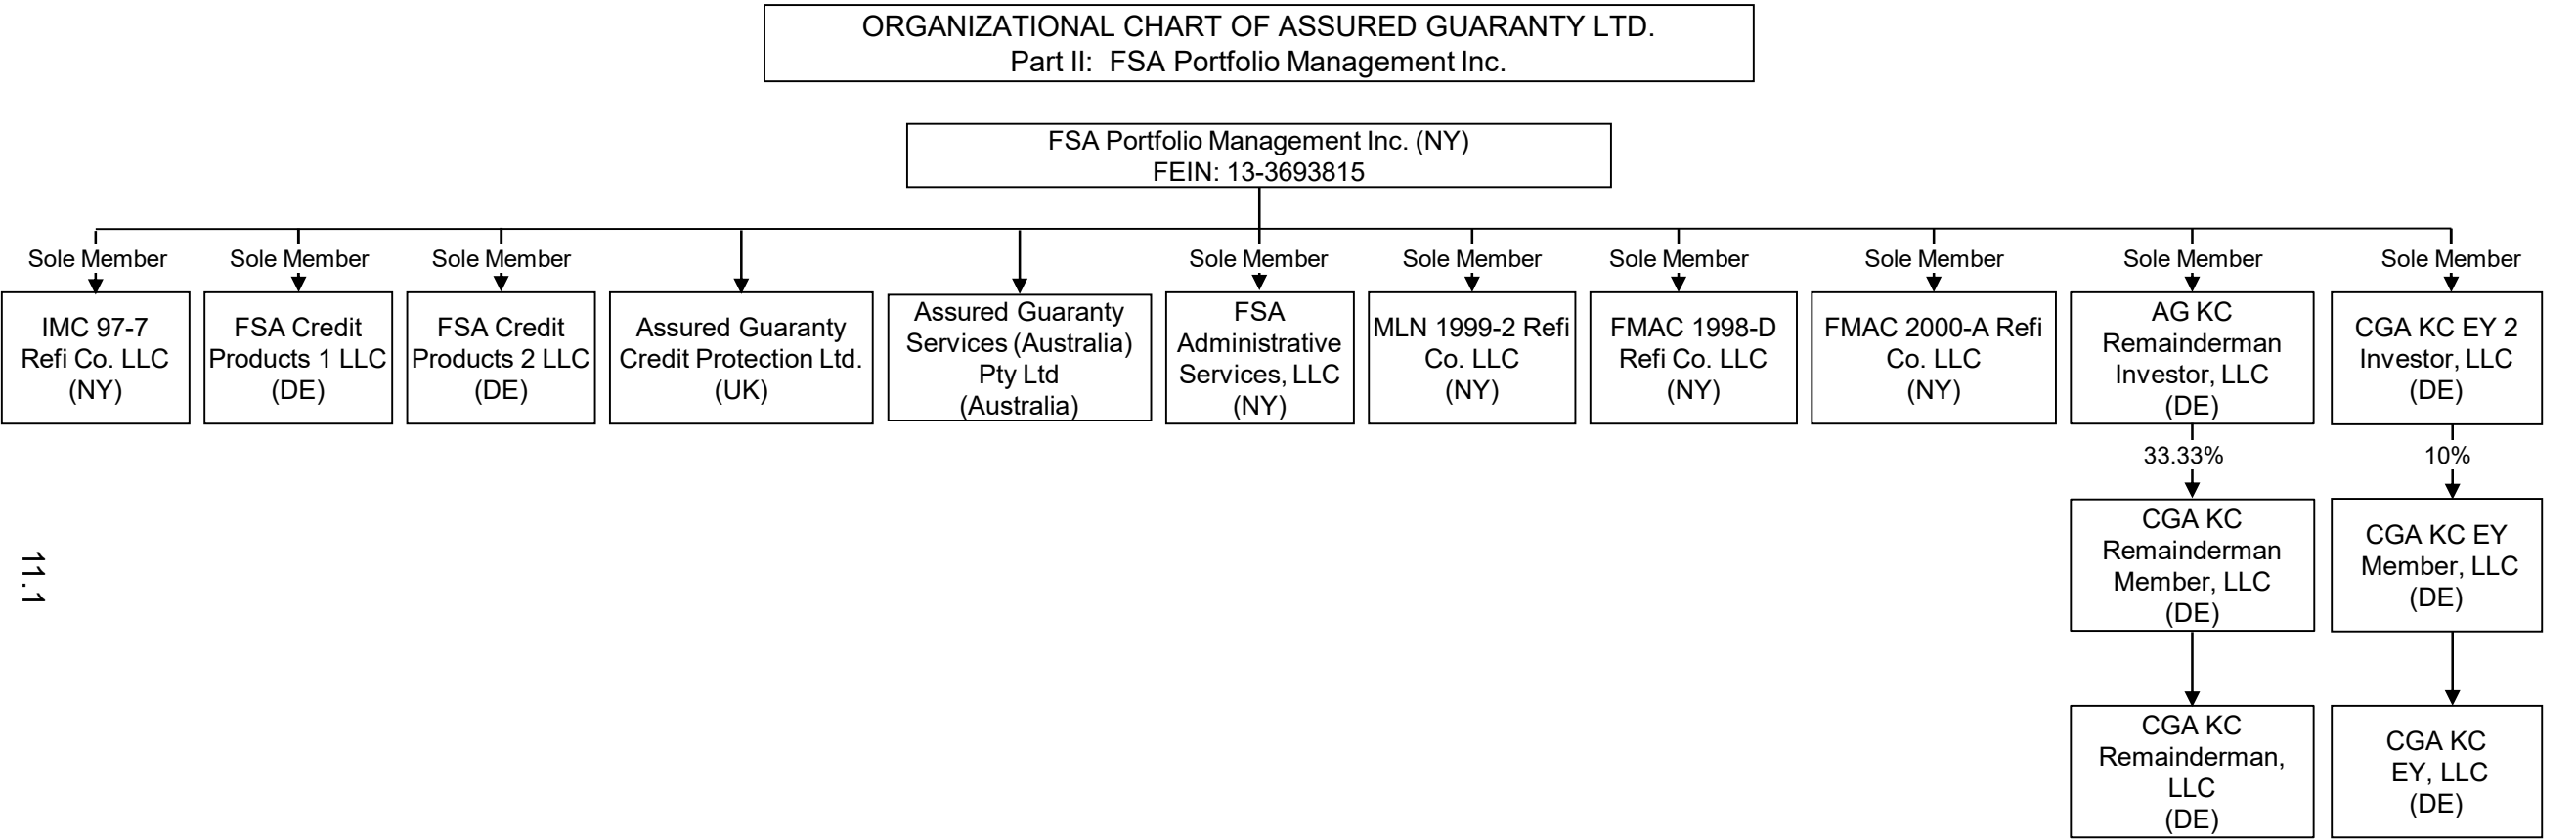 ORGANIZATIONAL CHART OF ASSURED GUARANTY LTD.
Part II: FSA Portfolio Management Inc.
FSA Portfolio Management Inc. (NY)
FEIN: 13-3693815
Sole Member
IMC 97-7
Refi Co. LLC
(NY)
Sole Member
FSA Credit
Products 1 LLC
(DE)
Sole Member
FSA Credit
Products 2 LLC
(DE)
Assured Guaranty
Credit Protection Ltd.
(UK)
Assured Guaranty
Services (Australia)
Pty Ltd
(Australia)
Sole Member
FSA
Administrative
Services, LLC
(NY)
Sole Member
MLN 1999-2 Refi
Co. LLC
(NY)
Sole Member
FMAC 1998-D
Refi Co. LLC
(NY)
Sole Member
FMAC 2000-A Refi
Co. LLC
(NY)
Sole Member
AG KC
Remainderman
Investor, LLC
(DE)
33.33%
CGA KC
Remainderman
Member, LLC
(DE)
CGA KC
Remainderman,
LLC
(DE)
Sole Member
CGA KC EY 2
Investor, LLC
(DE)
10%
CGA KC EY
Member, LLC
(DE)
CGA KC
EY, LLC
(DE)
11.1